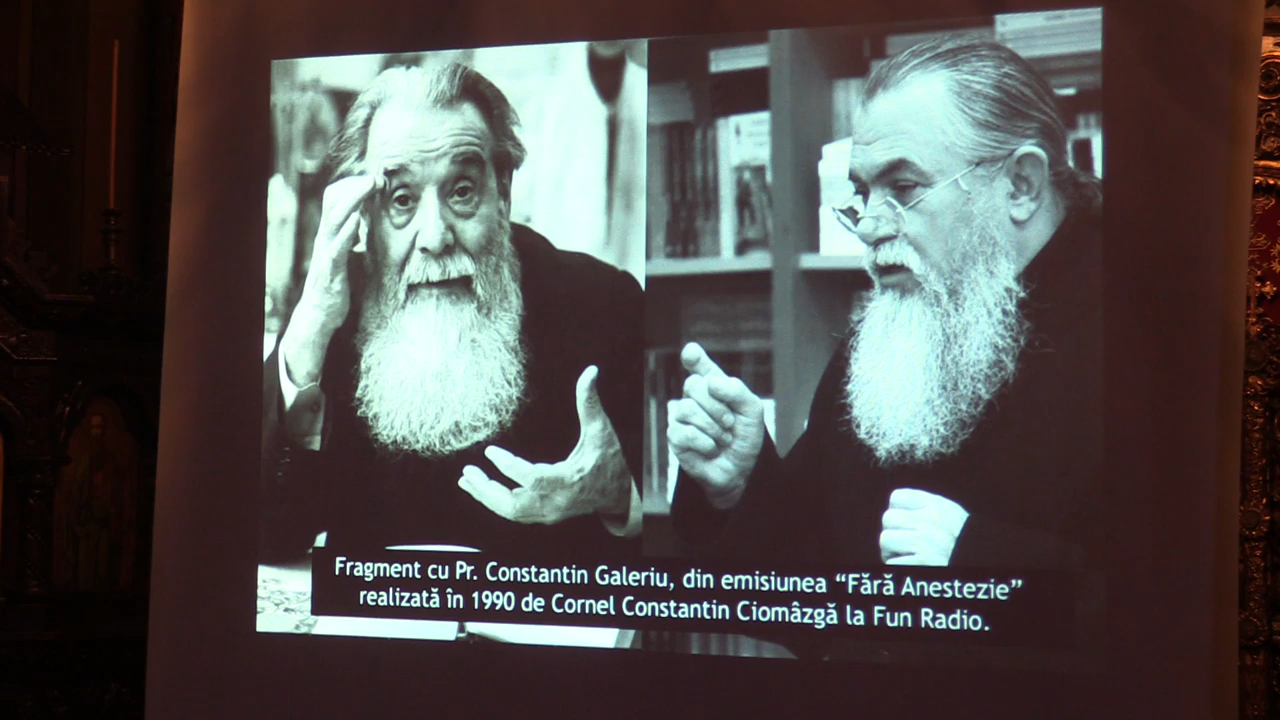 Fragment cu Pr. Constantin Galeriu, din emisiunea “Fără Anestezie”
realizată în 1990 de Cornel Constantin Ciomâzgă la Fun Radio.